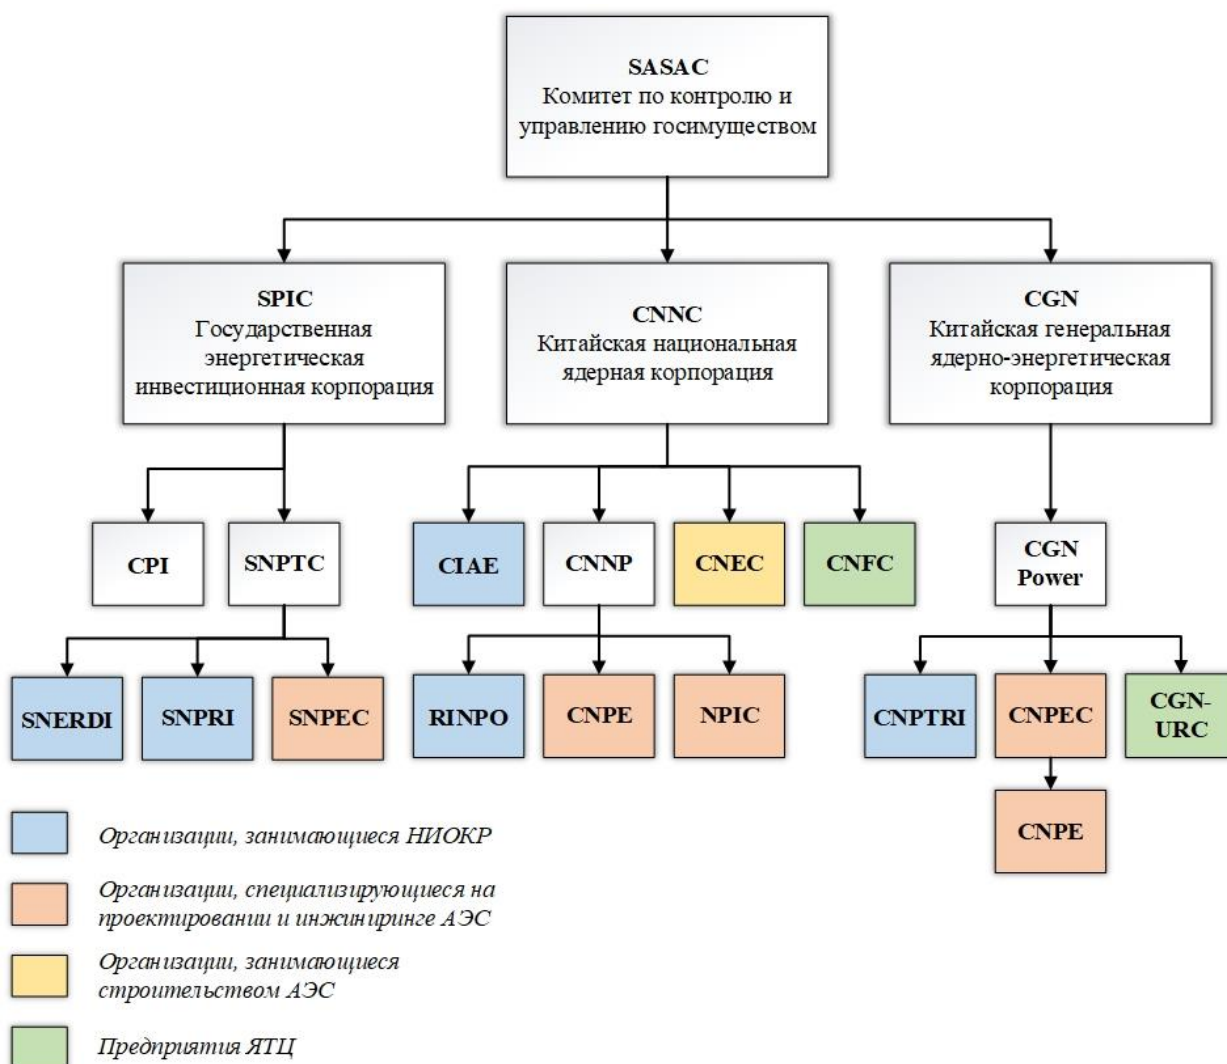 SASAC
Комитет по контролю и
управлению госимуществом
SPIC
Государственная
энергетическая
инвестиционная корпорация
CNNC
Китайская национальная
ядерная корпорация
CGN
Китайская генеральная
ядерно-энергетическая
корпорация
CPI
SNPTC
CIAE
CNNP
CNEC
CNFC
CGN
Power
SNERDI
SNPRI
SNPEC
RINPO
CNPE
NPIC
CNPTRI
CNPEC
CGN-
URC
CNPE
Организации, занимающиеся НИОКР
Организации, специализирующиеся на
проектировании и инжиниринге АЭС
Организации, занимающиеся
строительством АЭС
Предприятия ЯТЦ